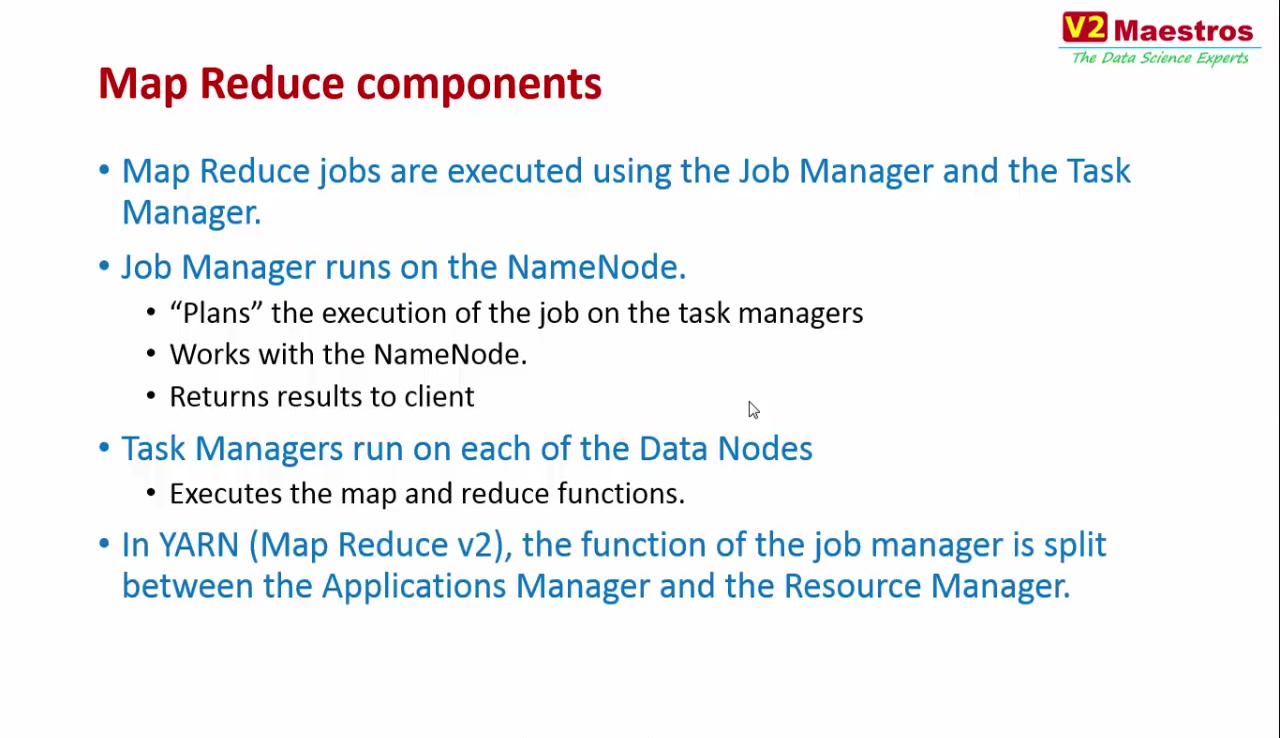 V2 Maestros
The Data Science Experts
Map Reduce components
• Map Reduce jobs are executed using the Job Manager and the Task
Manager.
• Job Manager runs on the NameNode.
• “Plans” the execution of the job on the task managers
• Works with the NameNode.
• Returns results to client
• Task Managers run on each of the Data Nodes
• Executes the map and reduce functions.
• In YARN (Map Reduce v2), the function of the job manager is split
between the Applications Manager and the Resource Manager.